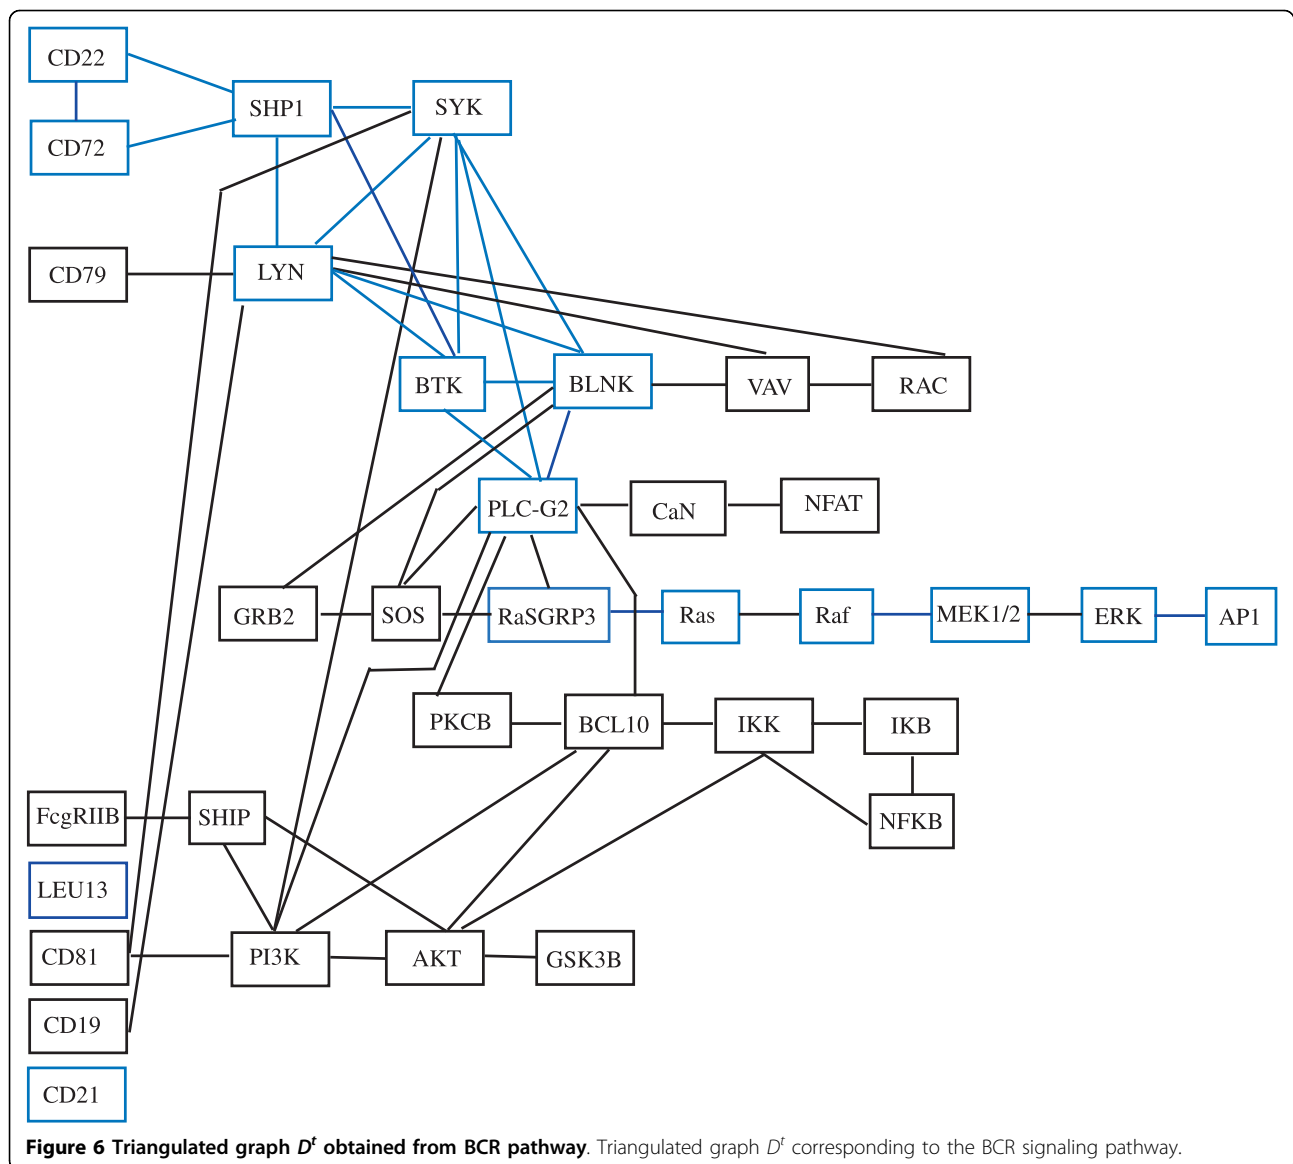 CD22
SHP1
SYK
CD72
CD79
LYN
BTK
BLNK
VAV
RAC
PLC-G2
CaN
NFAT
GRB2
SOS
RaSGRP3
Ras
Raf
MEK1/2
ERK
AP1
PKCB
BCL10
IKK
IKB
FcgRIIB
SHIP
NFKB
LEU13
CD81
PI3K
AKT
GSK3B
CD19
CD21
Figure 6 Triangulated graph Dᵗ obtained from BCR pathway. Triangulated graph Dᵗ corresponding to the BCR signaling pathway.